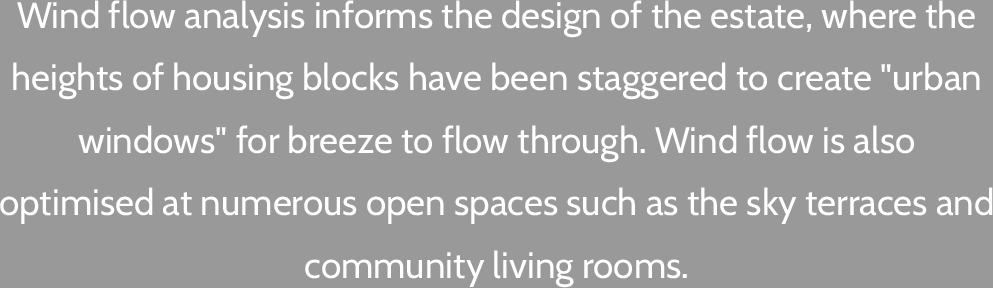 Wind flow analysis informs the design of the estate, where the
heights of housing blocks have been staggered to create "urban
windows" for breeze to flow through. Wind flow is also
optimised at numerous open spaces such as the sky terraces and
community living rooms.